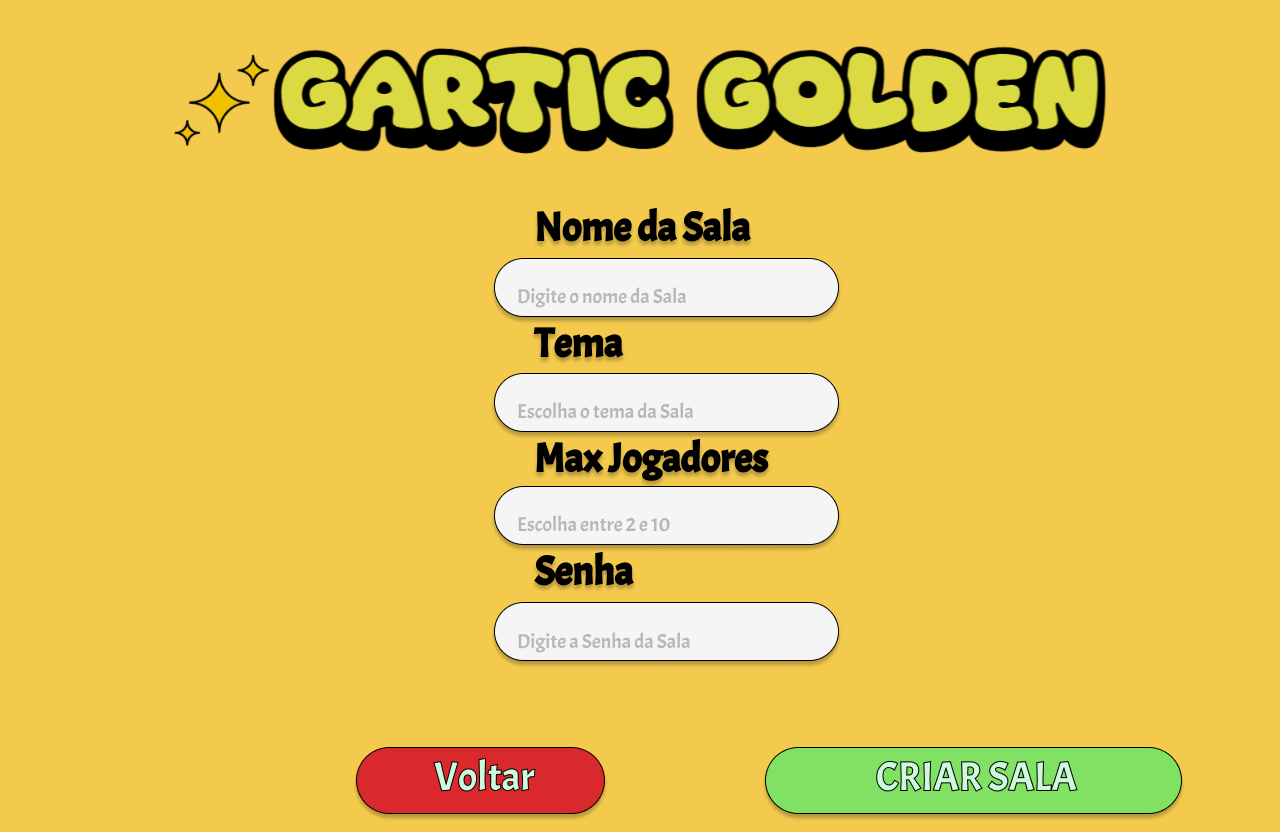 GARTIC GOLDEN
Nome da Sala
Digite o nome da Sala
Tema
Escolha o tema da Sala
Max Jogadores
Escolha entre 2 e 10
Senha
Digite a Senha da Sala
Voltar
CRIAR SALA